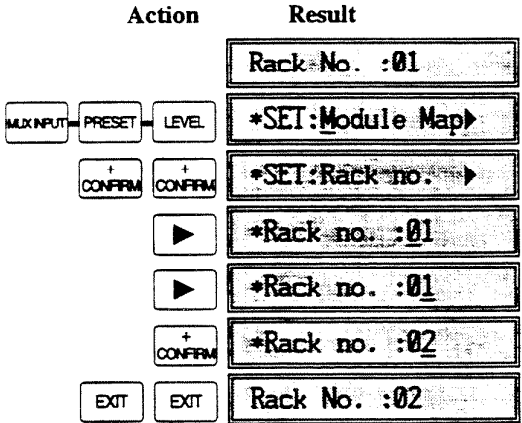 Action Result
Rack No. :01
MUX INPUT PRESET LEVEL *SET:Module Map▶
+ CONFIRM + CONFIRM *SET:Rack no. ▶
▶ *Rack no. :01
▶ *Rack no. :01
+ CONFIRM *Rack no. :02
EXIT EXIT Rack No. :02